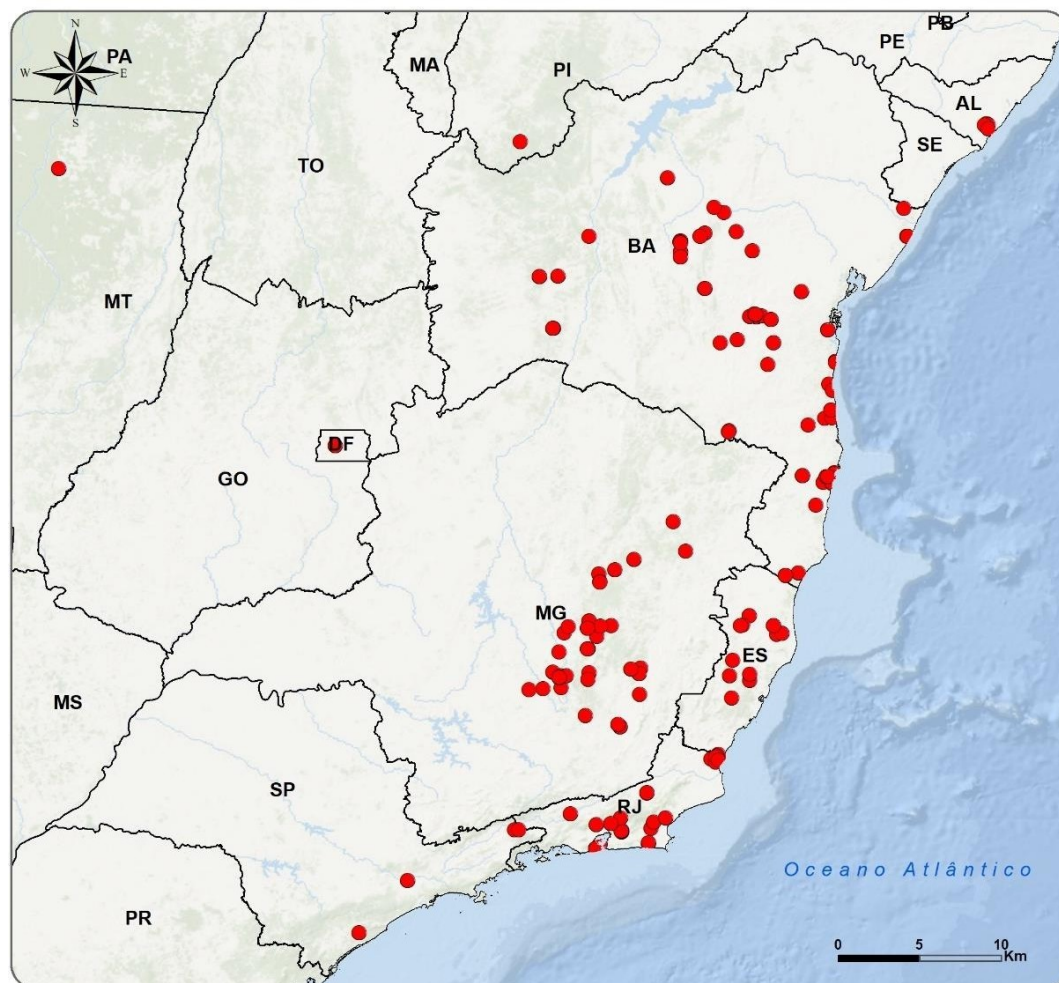 N
W E
S
PA
MA
PI
PE
PB
AL
SE
TO
BA
MT
DF
GO
MG
ES
MS
SP
RJ
PR
Oceano Atlântico
0 5 10
Km